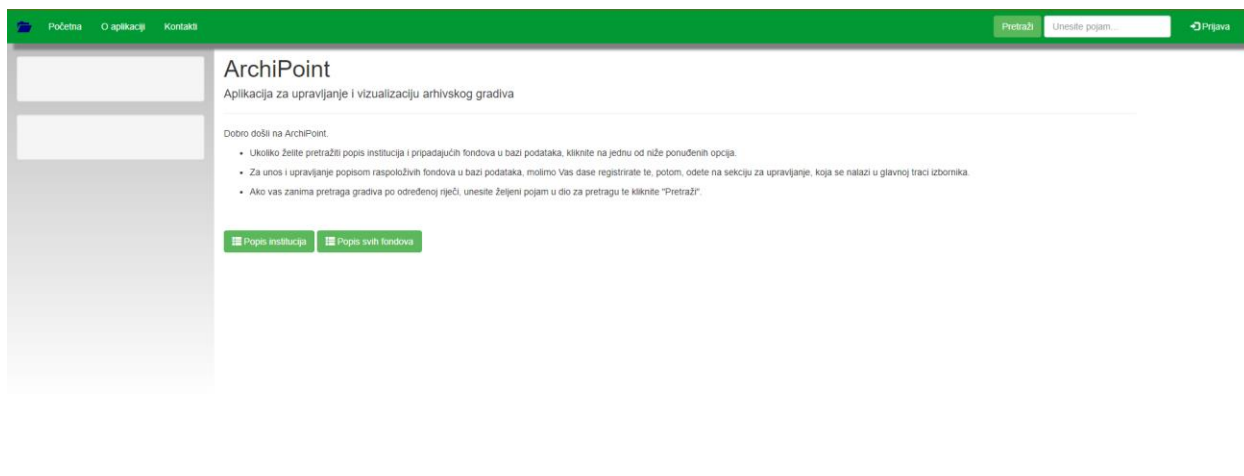 Početna O aplikaciji Kontakti Pretraži Unesite pojam... Prijava
ArchiPoint
Aplikacija za upravljanje i vizualizaciju arhivskog gradiva
Dobro došli na ArchiPoint.
Ukoliko želite pretražiti popis institucija i pripadajućih fondova u bazi podataka, kliknite na jednu od niže ponuđenih opcija.
Za unos i upravljanje popisom raspoloživih fondova u bazi podataka, molimo Vas dase registrirate te, potom, odete na sekciju za upravljanje, koja se nalazi u glavnoj traci izbornika.
Ako vas zanima pretraga gradiva po određenoj riječi, unesite željeni pojam u dio za pretragu te kliknite "Pretraži".
Popis institucija Popis svih fondova